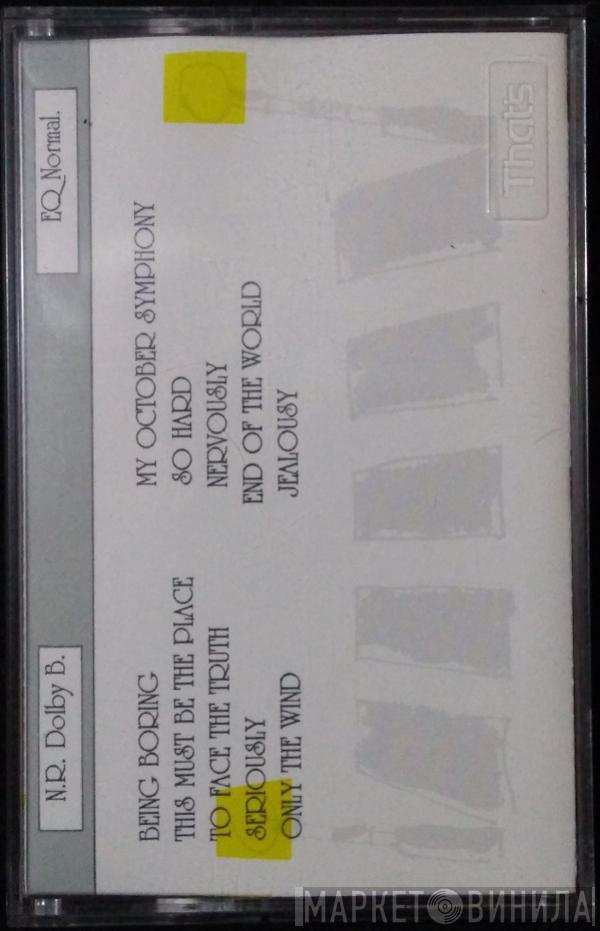 N.R. Dolby B.
EQ Normal.
BEING BORING
THIS MUST BE THE PLACE
TO FACE THE TRUTH
SERIOUSLY
ONLY THE WIND
MY OCTOBER SYMPHONY
SO HARD
NERVOUSLY
END OF THE WORLD
JEALOUSY
That's
МАРКЕТ ВИНИЛА